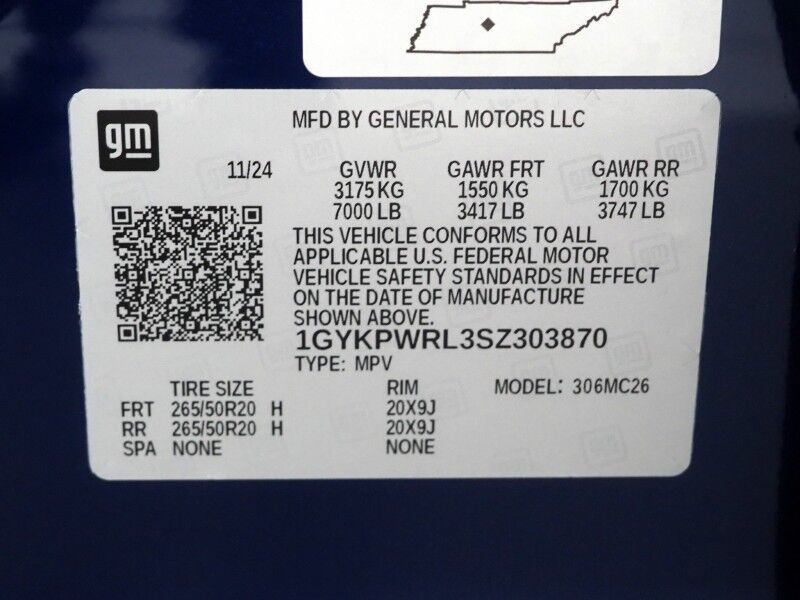 gm
MFD BY GENERAL MOTORS LLC
11/24 GVWR GAWR FRT GAWR RR
3175 KG 1550 KG 1700 KG
7000 LB 3417 LB 3747 LB
THIS VEHICLE CONFORMS TO ALL
APPLICABLE U.S. FEDERAL MOTOR
VEHICLE SAFETY STANDARDS IN EFFECT
ON THE DATE OF MANUFACTURE
SHOWN ABOVE.
1GYKPWRL3SZ303870
TYPE: MPV
TIRE SIZE RIM MODEL: 306MC26
FRT 265/50R20 H 20X9J
RR 265/50R20 H 20X9J
SPA NONE NONE